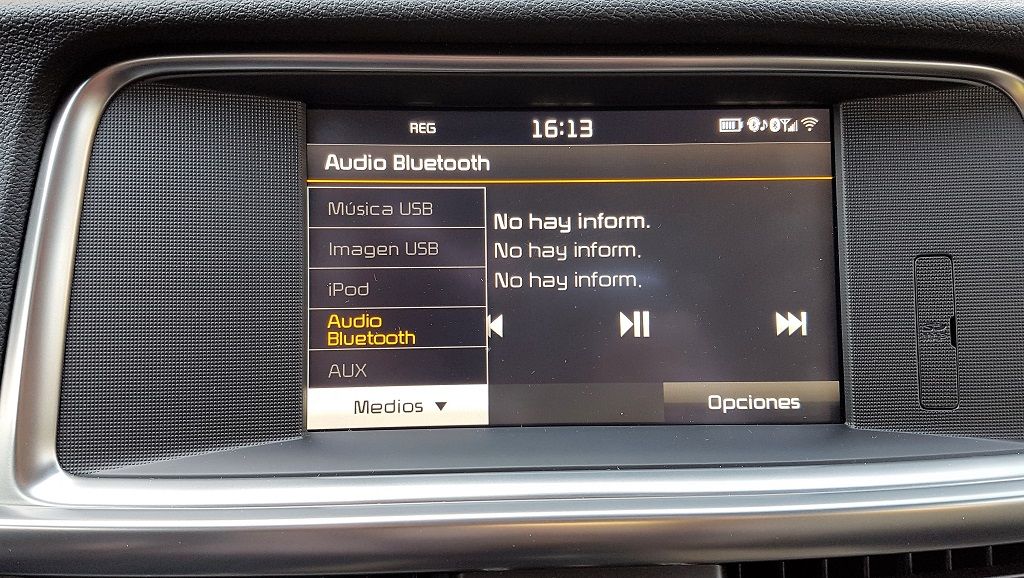 REG
16:13
Audio Bluetooth
Música USB
Imagen USB
iPod
Audio
Bluetooth
AUX
Medios
No hay inform.
No hay inform.
No hay inform.
Opciones